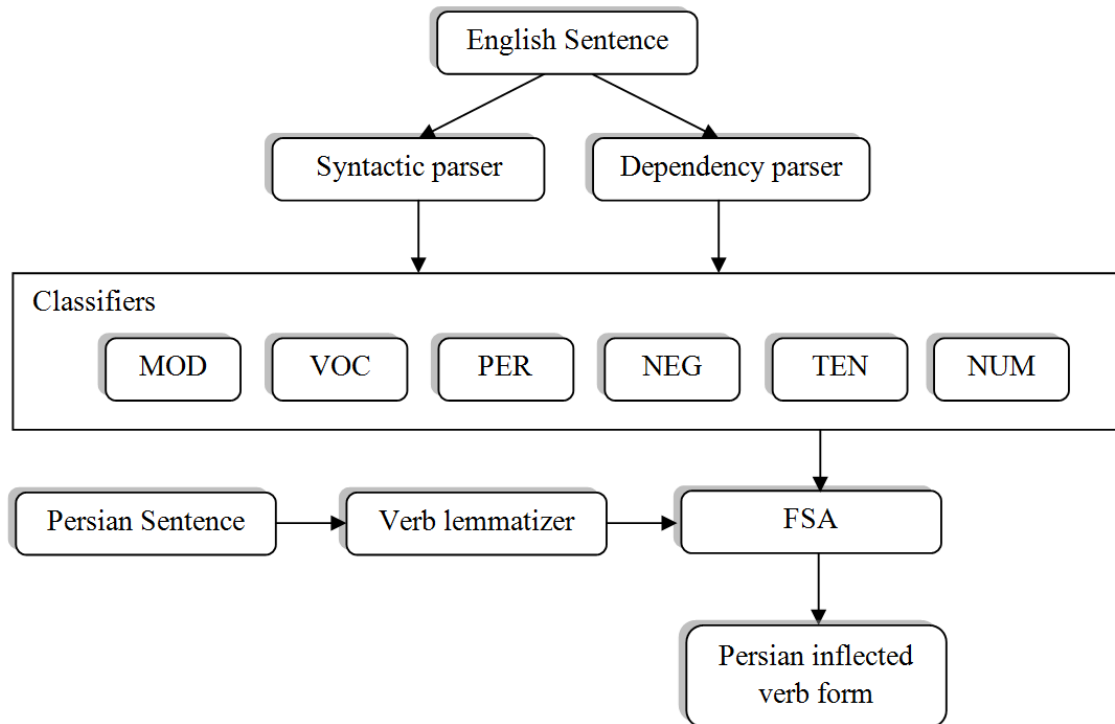 English Sentence
Syntactic parser
Dependency parser
Classifiers
MOD
VOC
PER
NEG
TEN
NUM
Persian Sentence
Verb lemmatizer
FSA
Persian inflected
verb form